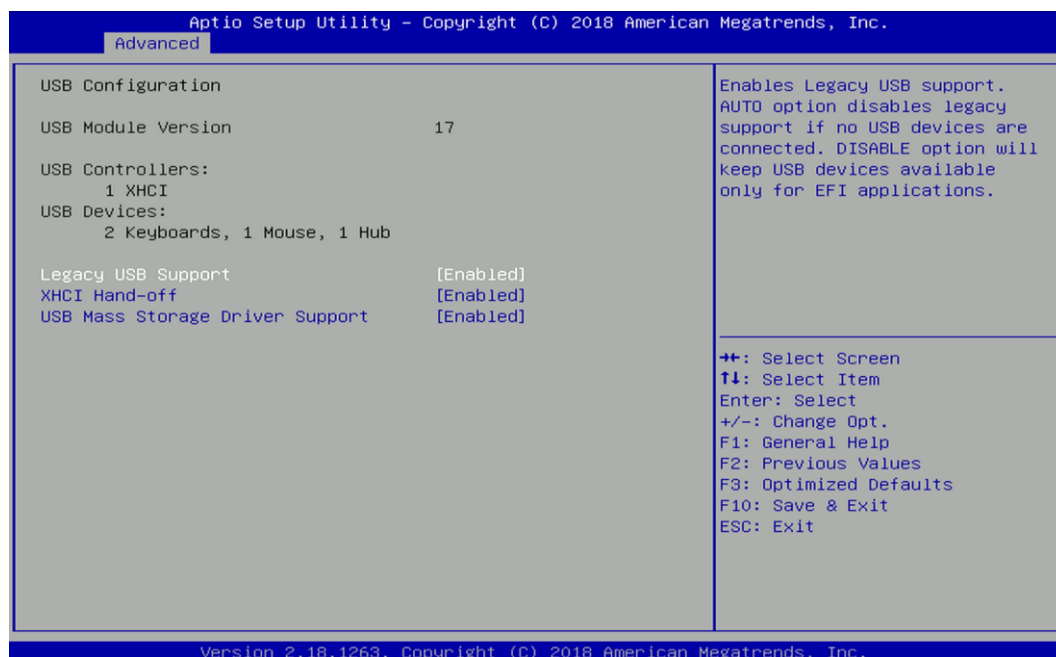 Aptio Setup Utility – Copyright (C) 2018 American Megatrends, Inc.
Advanced
USB Configuration
USB Module Version 17
USB Controllers:
1 XHCI
USB Devices:
2 Keyboards, 1 Mouse, 1 Hub
Legacy USB Support [Enabled]
XHCI Hand-off [Enabled]
USB Mass Storage Driver Support [Enabled]
Enables Legacy USB support.
AUTO option disables legacy
support if no USB devices are
connected. DISABLE option will
keep USB devices available
only for EFI applications.
→←: Select Screen
↑↓: Select Item
Enter: Select
+/-: Change Opt.
F1: General Help
F2: Previous Values
F3: Optimized Defaults
F10: Save & Exit
ESC: Exit
Version 2.18.1263. Copyright (C) 2018 American Megatrends, Inc.